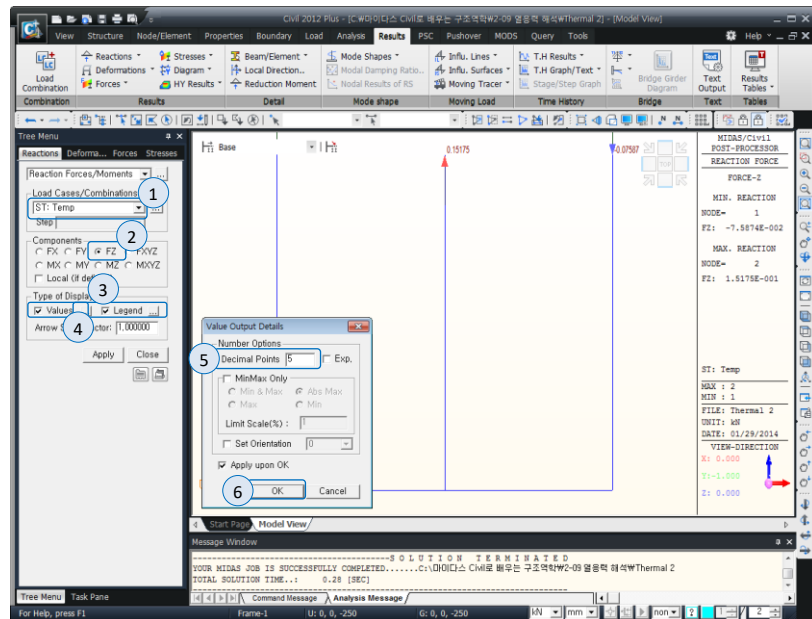 Civil 2012 Plus - [C:₩마이다스 Civil로 배우는 구조역학₩2-09 열응력 해석₩Thermal 2] - [Model View]
View Structure Node/Element Properties Boundary Load Analysis Results PSC Pushover MODS Query Tools Help
Load Combination
Reactions Stresses
Deformations Diagram
Forces HY Results
Beam/Element
Local Direction...
Reduction Moment
Mode Shapes
Modal Damping Ratio...
Nodal Results of RS
Influ. Lines
Influ. Surfaces
Moving Tracer
T.H Results
T.H Graph/Text
Stage/Step Graph
Bridge Girder Diagram
Text Output
Results Tables
Combination Results Detail Mode shape Moving Load Time History Bridge Text Tables
Tree Menu
Reactions Deforma... Forces Stresses
Reaction Forces/Moments ...
Load Cases/Combinations
1
ST: Temp
Step
2
Components
FX FY FZ FXYZ
MX MY MZ MXYZ
Local (if def
3
Type of Display
Values Legend ...
4
Arrow S ctor: 1,000000
Apply Close
Base
0.15175
-0.07587
TOP
Value Output Details
Number Options
5
Decimal Points 5 Exp.
MinMax Only
Min & Max Abs Max
Max Min
Limit Scale(%) : 1
Set Orientation 0
Apply upon OK
6
OK Cancel
MIDAS/Civil
POST-PROCESSOR
REACTION FORCE
FORCE-Z
MIN. REACTION
NODE= 1
FZ: -7.5874E-002
MAX. REACTION
NODE= 2
FZ: 1.5175E-001
ST: Temp
MAX : 2
MIN : 1
FILE: Thermal 2
UNIT: kN
DATE: 01/29/2014
VIEW-DIRECTION
X: 0.000
Y:-1.000
Z: 0.000
Start Page Model View
Message Window
SOLUTION TERMINATED
YOUR MIDAS JOB IS SUCCESSFULLY COMPLETED.......C:₩마이다스 Civil로 배우는 구조역학₩2-09 열응력 해석₩Thermal 2
TOTAL SOLUTION TIME..: 0.28 [SEC]
Command Message Analysis Message
Tree Menu Task Pane
For Help, press F1
Frame-1 U: 0, 0, -250 G: 0, 0, -250 kN mm non 1 / 2